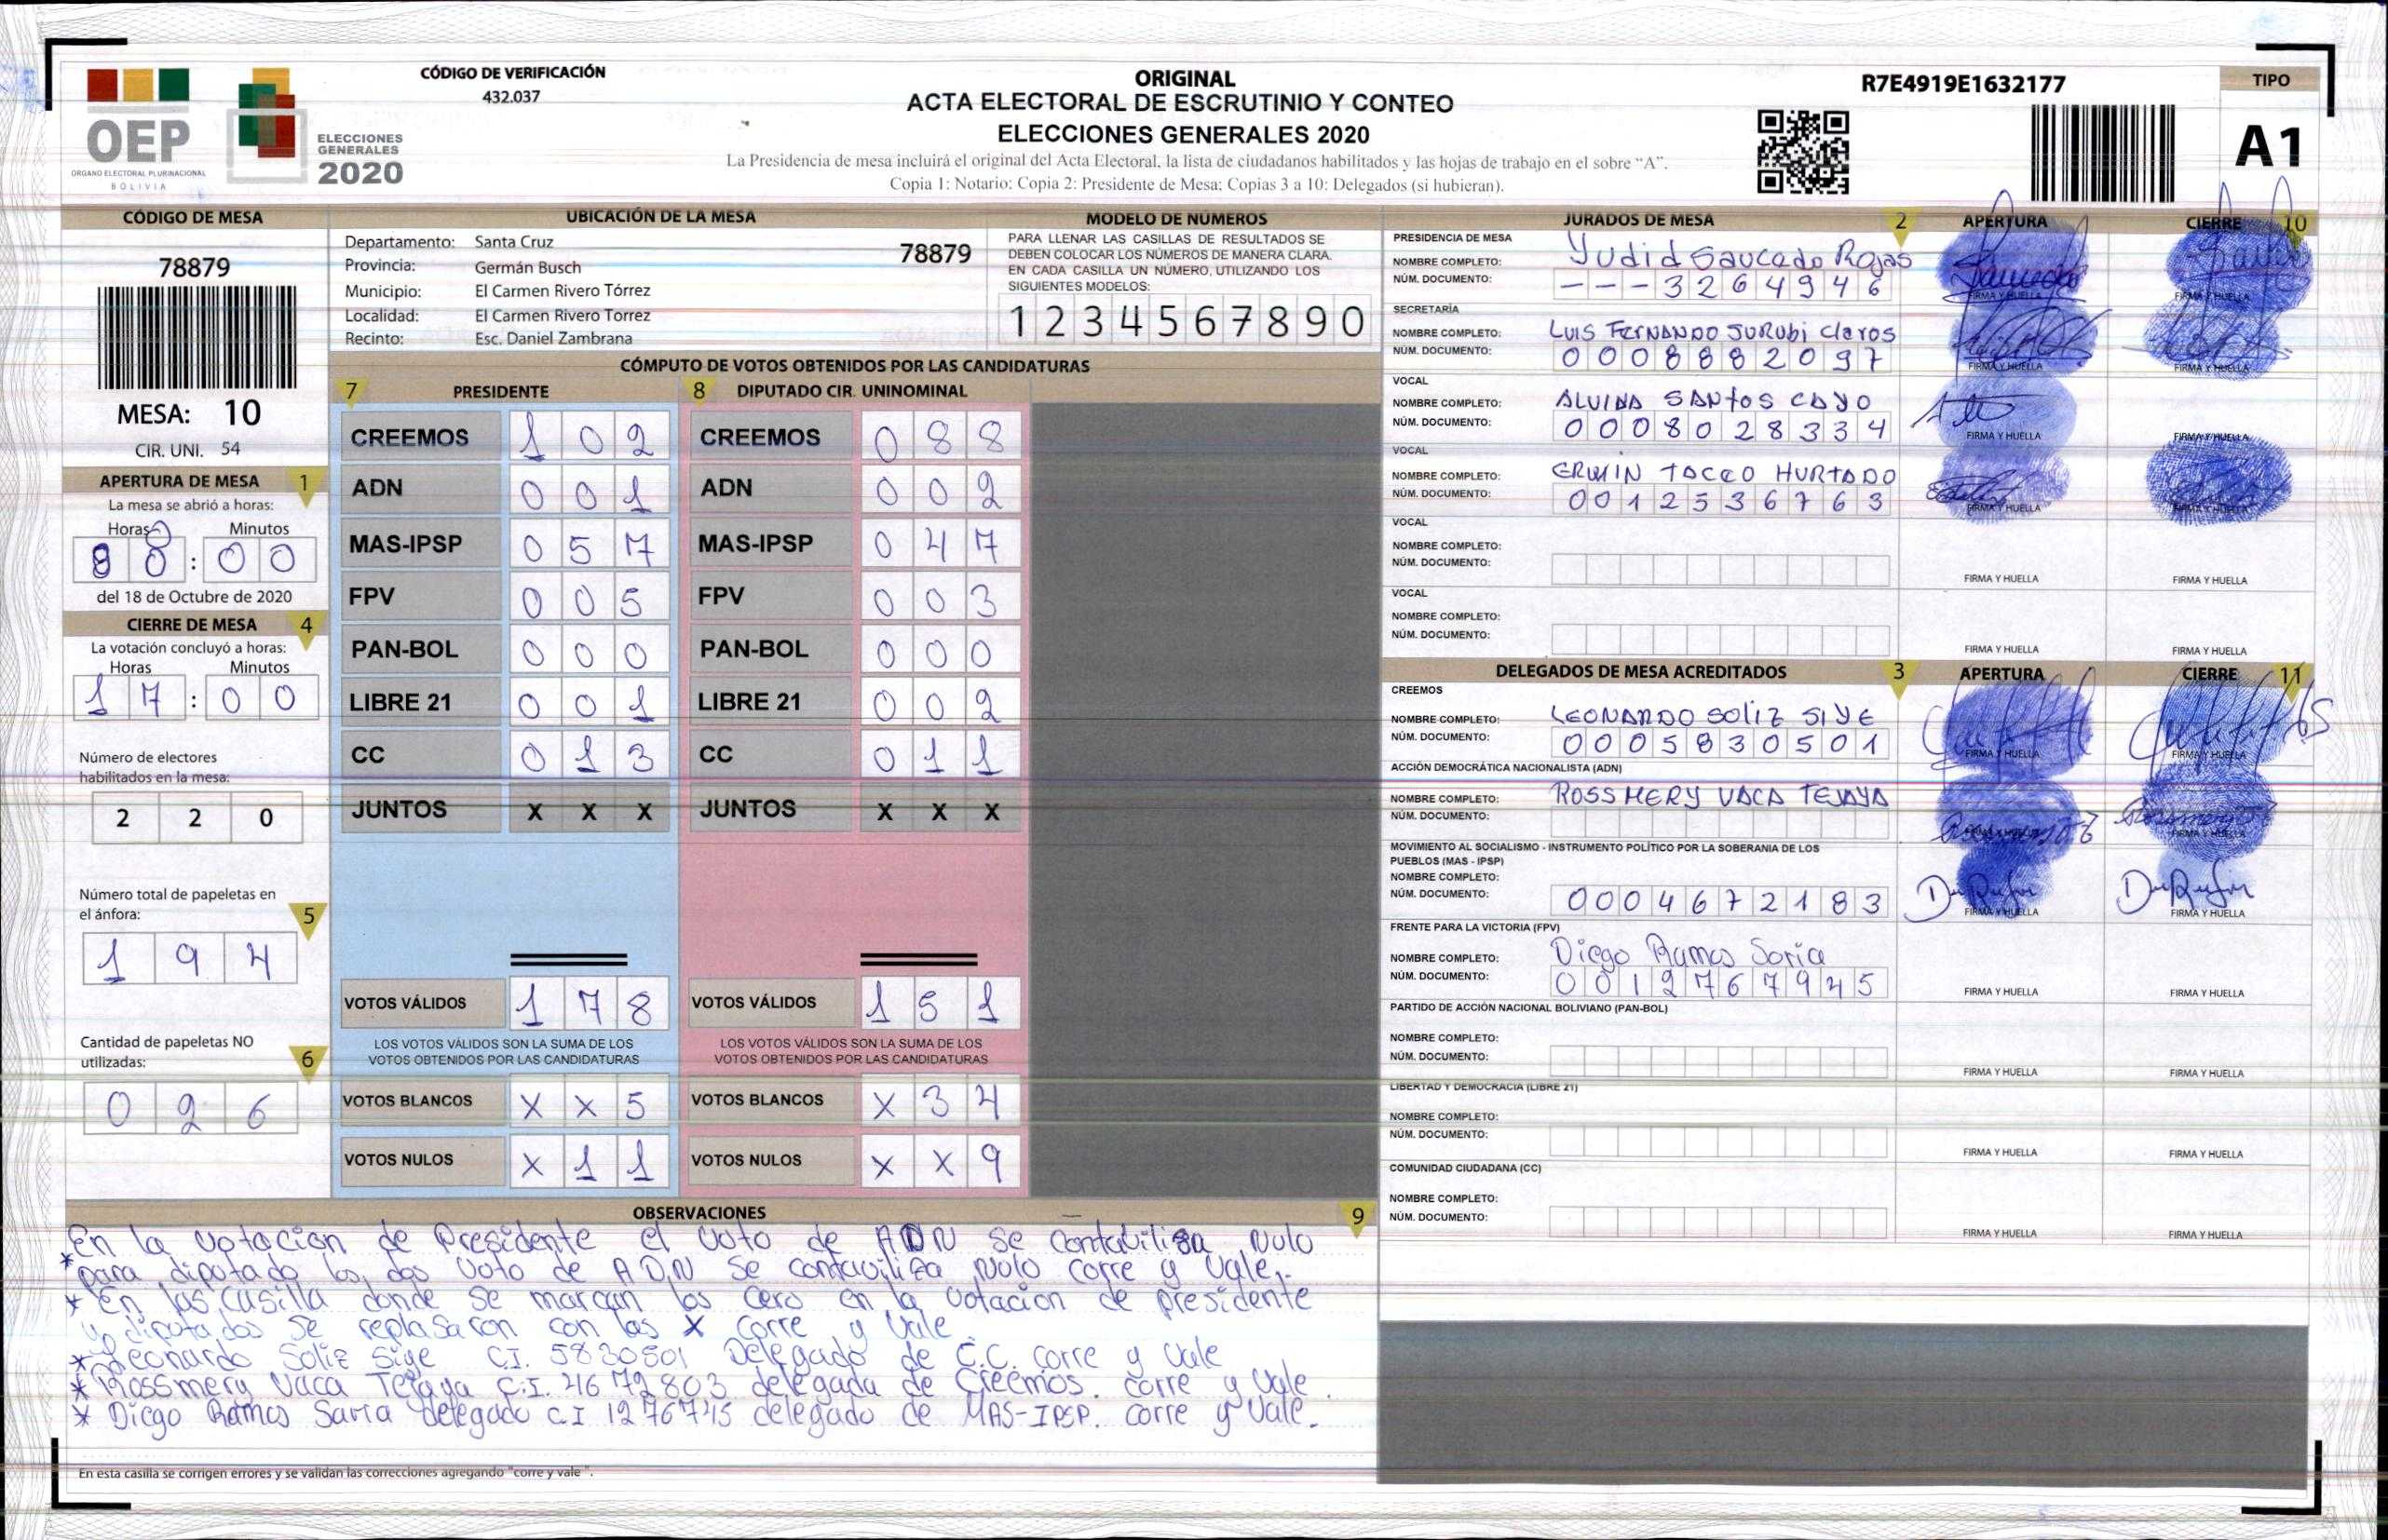 CÓDIGO DE VERIFICACIÓN
432.037
OEP
ORGANO ELECTORAL PLURINACIONAL
BOLIVIA
ELECCIONES
GENERALES
2020
ORIGINAL
ACTA ELECTORAL DE ESCRUTINIO Y CONTEO
ELECCIONES GENERALES 2020
La Presidencia de mesa incluirá el original del Acta Electoral, la lista de ciudadanos habilitados y las hojas de trabajo en el sobre “A”.
Copia 1: Notario; Copia 2: Presidente de Mesa; Copias 3 a 10: Delegados (si hubieran).
R7E4919E1632177
TIPO
A1
CÓDIGO DE MESA
78879
MESA: 10
CIR. UNI. 54
APERTURA DE MESA 1
La mesa se abrió a horas:
Horas Minutos
8 8 : 0 0
del 18 de Octubre de 2020
CIERRE DE MESA 4
La votación concluyó a horas:
Horas Minutos
1 7 : 0 0
Número de electores
habilitados en la mesa:
2 2 0
Número total de papeletas en
el ánfora: 5
1 9 4
Cantidad de papeletas NO
utilizadas: 6
0 2 6
UBICACIÓN DE LA MESA
Departamento: Santa Cruz 78879
Provincia: Germán Busch
Municipio: El Carmen Rivero Tórrez
Localidad: El Carmen Rivero Torrez
Recinto: Esc. Daniel Zambrana
MODELO DE NÚMEROS
PARA LLENAR LAS CASILLAS DE RESULTADOS SE
DEBEN COLOCAR LOS NÚMEROS DE MANERA CLARA.
EN CADA CASILLA UN NÚMERO, UTILIZANDO LOS
SIGUIENTES MODELOS:
1 2 3 4 5 6 7 8 9 0
CÓMPUTO DE VOTOS OBTENIDOS POR LAS CANDIDATURAS
7 PRESIDENTE 8 DIPUTADO CIR. UNINOMINAL
CREEMOS 1 0 2 CREEMOS 0 8 8
ADN 0 0 1 ADN 0 0 2
MAS-IPSP 0 5 7 MAS-IPSP 0 4 7
FPV 0 0 5 FPV 0 0 3
PAN-BOL 0 0 0 PAN-BOL 0 0 0
LIBRE 21 0 0 1 LIBRE 21 0 0 2
CC 0 1 3 CC 0 1 1
JUNTOS X X X JUNTOS X X X
VOTOS VÁLIDOS 1 7 8 VOTOS VÁLIDOS 1 5 1
LOS VOTOS VÁLIDOS SON LA SUMA DE LOS LOS VOTOS VÁLIDOS SON LA SUMA DE LOS
VOTOS OBTENIDOS POR LAS CANDIDATURAS VOTOS OBTENIDOS POR LAS CANDIDATURAS
VOTOS BLANCOS X X 5 VOTOS BLANCOS X 3 4
VOTOS NULOS X 1 1 VOTOS NULOS X X 9
OBSERVACIONES 9
En la votacion de Presidente el voto de ADN se contabiliza nulo
* para diputado los dos voto de ADN se contaviliza Nulo corre y vale.
* En las casilla donde se marcan los cero en la votacion de presidente
y diputados se replasaron con las X corre y vale
* Leonardo Soliz Siye C.I. 5830501 Delegado de C.C. corre y vale
* Rossmery Vaca Tejaya C.I. 4672803 delegada de Creemos. corre y vale.
* Diego Ramos Saria delegado C.I 1276745 delegado de MAS-IPSP. corre y vale.
En esta casilla se corrigen errores y se validan las correcciones agregando "corre y vale".
JURADOS DE MESA 2 APERTURA CIERRE 10
PRESIDENCIA DE MESA
NOMBRE COMPLETO: Yudid Saucedo Rojas
NÚM. DOCUMENTO: - - - 3 2 6 4 9 4 6
FIRMA Y HUELLA FIRMA Y HUELLA
SECRETARÍA
NOMBRE COMPLETO: LUIS FERNANDO SURUBI Claros
NÚM. DOCUMENTO: 0 0 0 8 8 8 2 0 9 7
FIRMA Y HUELLA FIRMA Y HUELLA
VOCAL
NOMBRE COMPLETO: ALVINA SANTOS CAYO
NÚM. DOCUMENTO: 0 0 0 8 0 2 8 3 3 4
FIRMA Y HUELLA FIRMA Y HUELLA
VOCAL
NOMBRE COMPLETO: ERWIN TACEO HURTADO
NÚM. DOCUMENTO: 0 0 1 2 5 3 6 7 6 3
FIRMA Y HUELLA FIRMA Y HUELLA
VOCAL
NOMBRE COMPLETO:
NÚM. DOCUMENTO:
FIRMA Y HUELLA FIRMA Y HUELLA
VOCAL
NOMBRE COMPLETO:
NÚM. DOCUMENTO:
FIRMA Y HUELLA FIRMA Y HUELLA
DELEGADOS DE MESA ACREDITADOS 3 APERTURA CIERRE 11
CREEMOS
NOMBRE COMPLETO: LEONARDO SOLIZ SIYE
NÚM. DOCUMENTO: 0 0 0 5 8 3 0 5 0 1
FIRMA Y HUELLA FIRMA Y HUELLA
ACCIÓN DEMOCRÁTICA NACIONALISTA (ADN)
NOMBRE COMPLETO: ROSSMERY VACA TEJAYA
NÚM. DOCUMENTO:
FIRMA Y HUELLA FIRMA Y HUELLA
MOVIMIENTO AL SOCIALISMO - INSTRUMENTO POLÍTICO POR LA SOBERANIA DE LOS
PUEBLOS (MAS - IPSP)
NOMBRE COMPLETO:
NÚM. DOCUMENTO: 0 0 0 4 6 7 2 1 8 3
FIRMA Y HUELLA FIRMA Y HUELLA
FRENTE PARA LA VICTORIA (FPV)
NOMBRE COMPLETO: Diego Ramos Soria
NÚM. DOCUMENTO: 0 0 1 2 7 6 7 9 4 5
FIRMA Y HUELLA FIRMA Y HUELLA
PARTIDO DE ACCIÓN NACIONAL BOLIVIANO (PAN-BOL)
NOMBRE COMPLETO:
NÚM. DOCUMENTO:
FIRMA Y HUELLA FIRMA Y HUELLA
LIBERTAD Y DEMOCRACIA (LIBRE 21)
NOMBRE COMPLETO:
NÚM. DOCUMENTO:
FIRMA Y HUELLA FIRMA Y HUELLA
COMUNIDAD CIUDADANA (CC)
NOMBRE COMPLETO:
NÚM. DOCUMENTO:
FIRMA Y HUELLA FIRMA Y HUELLA